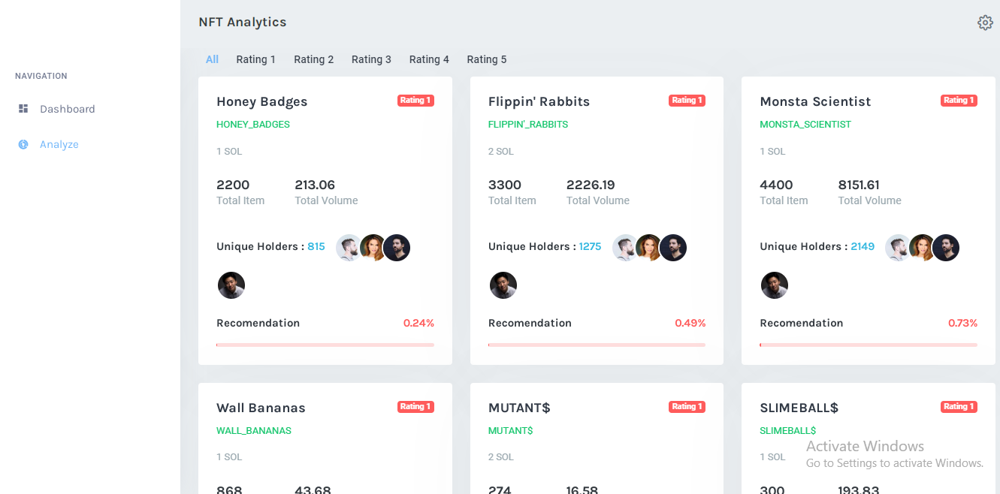 NFT Analytics
NAVIGATION
Dashboard
Analyze
All Rating 1 Rating 2 Rating 3 Rating 4 Rating 5
Honey Badges Rating 1
HONEY_BADGES
1 SOL
2200 213.06
Total Item Total Volume
Unique Holders : 815
Recomendation 0.24%
Flippin' Rabbits Rating 1
FLIPPIN'_RABBITS
2 SOL
3300 2226.19
Total Item Total Volume
Unique Holders : 1275
Recomendation 0.49%
Monsta Scientist Rating 1
MONSTA_SCIENTIST
1 SOL
4400 8151.61
Total Item Total Volume
Unique Holders : 2149
Recomendation 0.73%
Wall Bananas Rating 1
WALL_BANANAS
1 SOL
868 43.68
MUTANT$ Rating 1
MUTANT$
2 SOL
274 16.58
SLIMEBALL$ Rating 1
SLIMEBALL$
1 SOL
300 193.83
Activate Windows
Go to Settings to activate Windows.